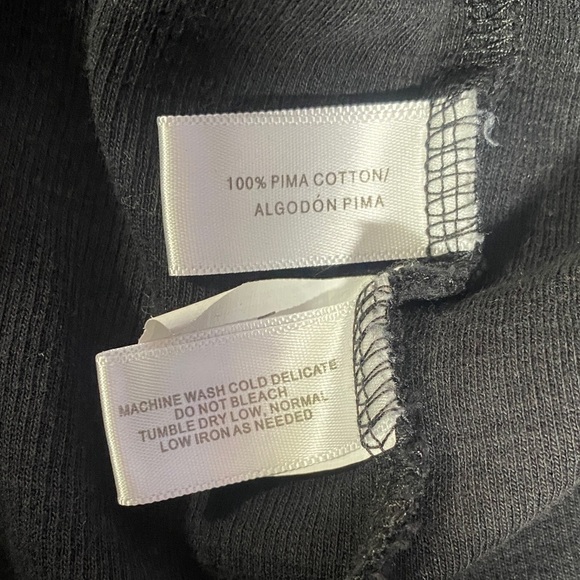 100% PIMA COTTON/
ALGODÓN PIMA
MACHINE WASH COLD DELICATE
DO NOT BLEACH
TUMBLE DRY LOW, NORMAL
LOW IRON AS NEEDED